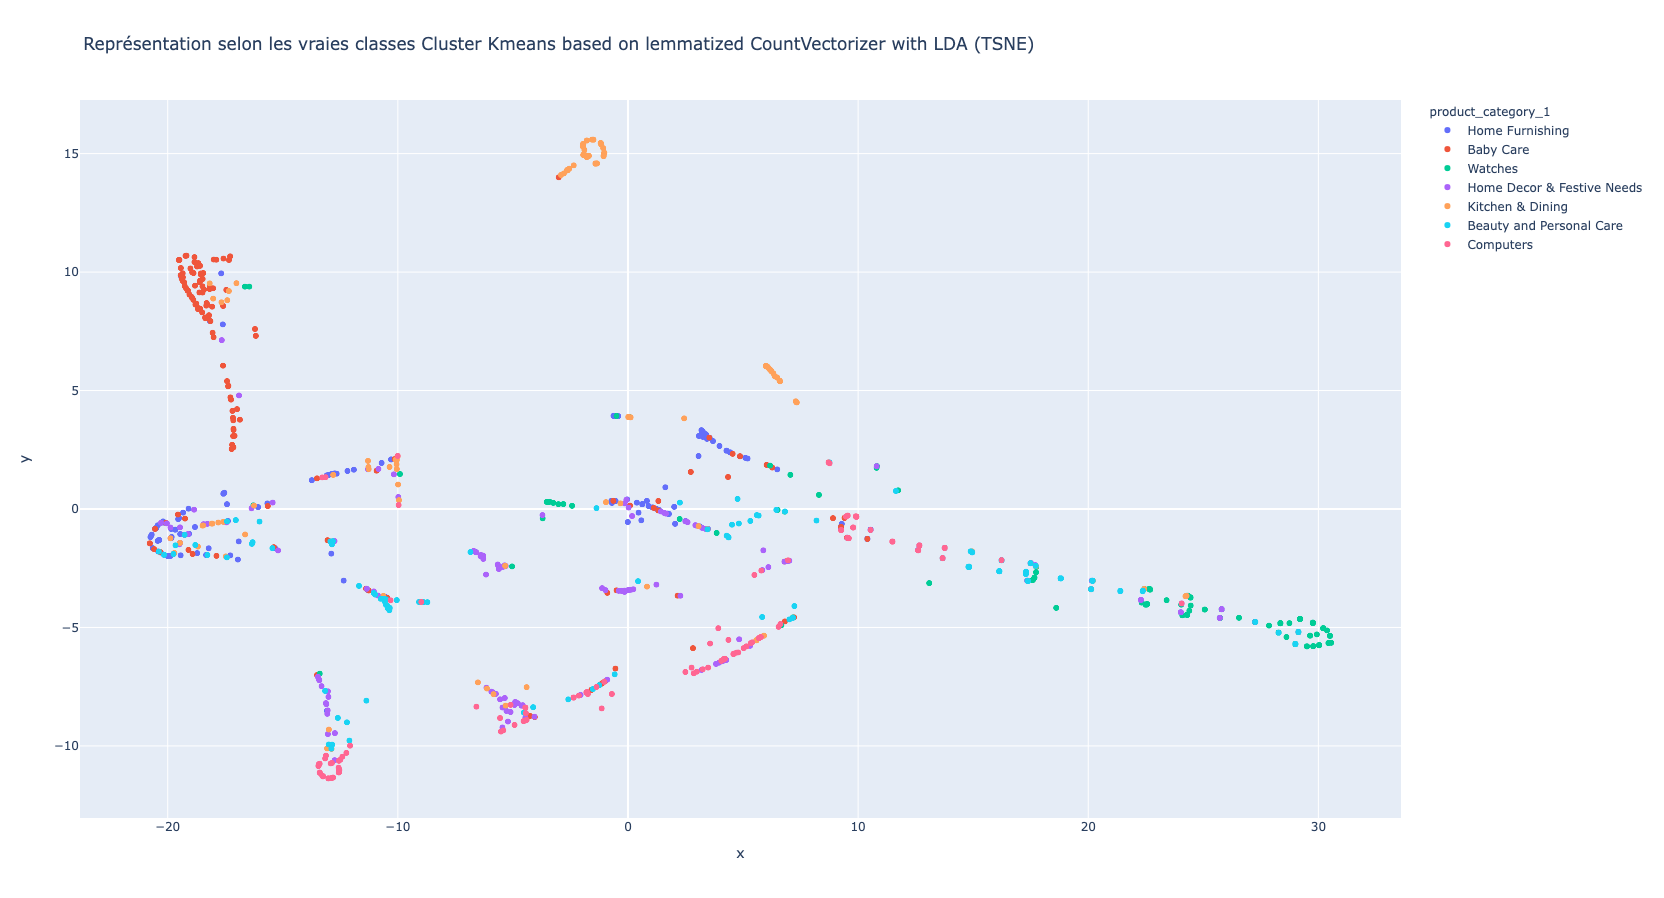 Représentation selon les vraies classes Cluster Kmeans based on lemmatized CountVectorizer with LDA (TSNE)
product_category_1
Home Furnishing
Baby Care
Watches
Home Decor & Festive Needs
Kitchen & Dining
Beauty and Personal Care
Computers
15
10
5
0
−5
−10
y
−20
−10
0
10
20
30
x